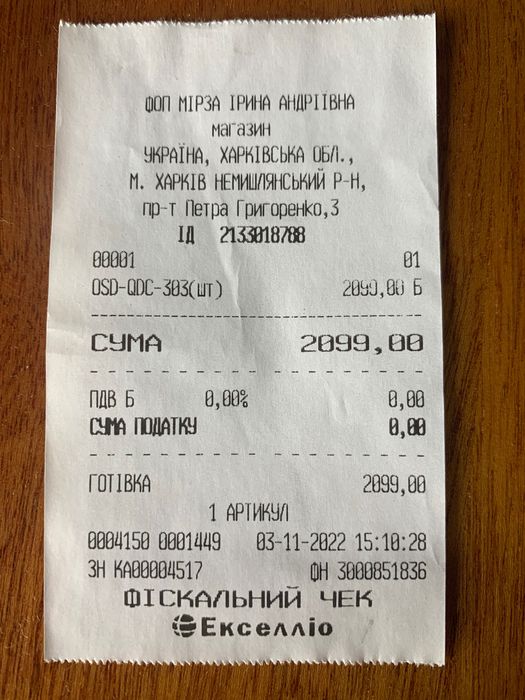 ФОП МІРЗА ІРИНА АНДРІЇВНА
магазин
УКРАЇНА, ХАРКІВСЬКА ОБЛ.,
М. ХАРКІВ НЕМИШЛЯНСЬКИЙ Р-Н,
пр-т Петра Григоренко,3
ІД 2133018788
00001 01
OSD-QDC-303(шт) 2099,00 Б
СУМА 2099,00
ПДВ Б 0,00% 0,00
СУМА ПОДАТКУ 0,00
ГОТІВКА 2099,00
1 АРТИКУЛ
0004150 0001449 03-11-2022 15:10:28
ЗН КА00004517 ФН 3000851836
ФІСКАЛЬНИЙ ЧЕК
Екселліо